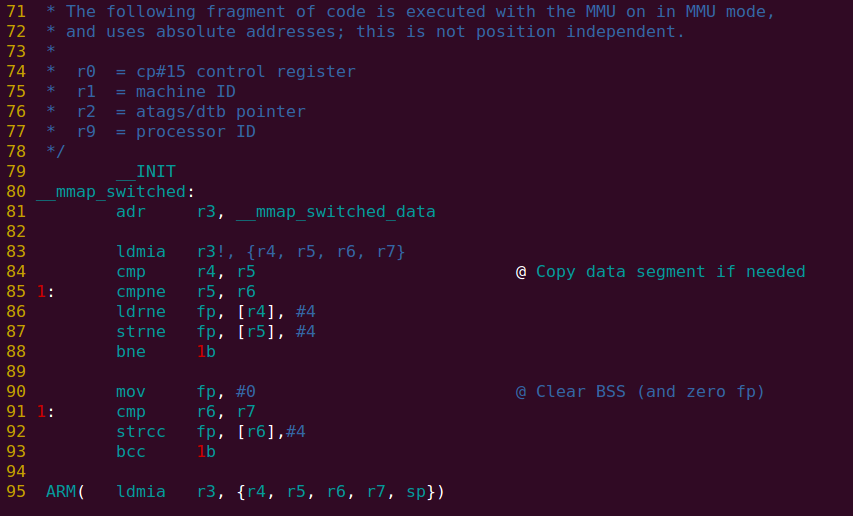 71  * The following fragment of code is executed with the MMU on in MMU mode,
72  * and uses absolute addresses; this is not position independent.
73  *
74  *  r0  = cp#15 control register
75  *  r1  = machine ID
76  *  r2  = atags/dtb pointer
77  *  r9  = processor ID
78  */
79         __INIT
80 __mmap_switched:
81         adr     r3, __mmap_switched_data
82
83         ldmia   r3!, {r4, r5, r6, r7}
84         cmp     r4, r5                          @ Copy data segment if needed
85 1:      cmpne   r5, r6
86         ldrne   fp, [r4], #4
87         strne   fp, [r5], #4
88         bne     1b
89
90         mov     fp, #0                          @ Clear BSS (and zero fp)
91 1:      cmp     r6, r7
92         strcc   fp, [r6],#4
93         bcc     1b
94
95  ARM(   ldmia   r3, {r4, r5, r6, r7, sp})